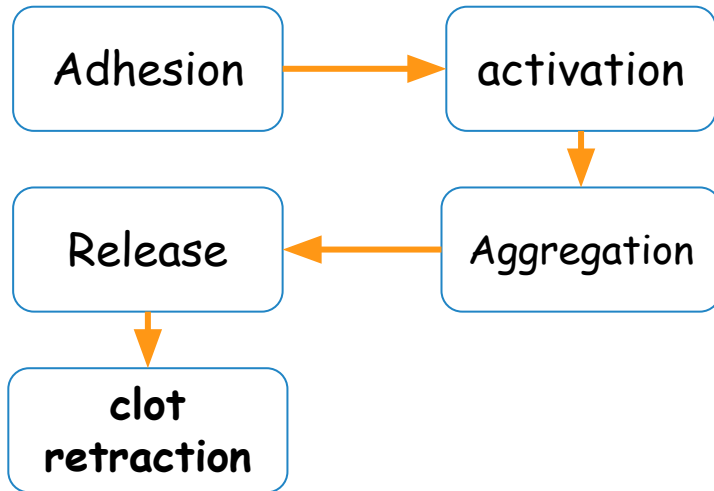 Adhesion
activation
Aggregation
Release
clot
retraction